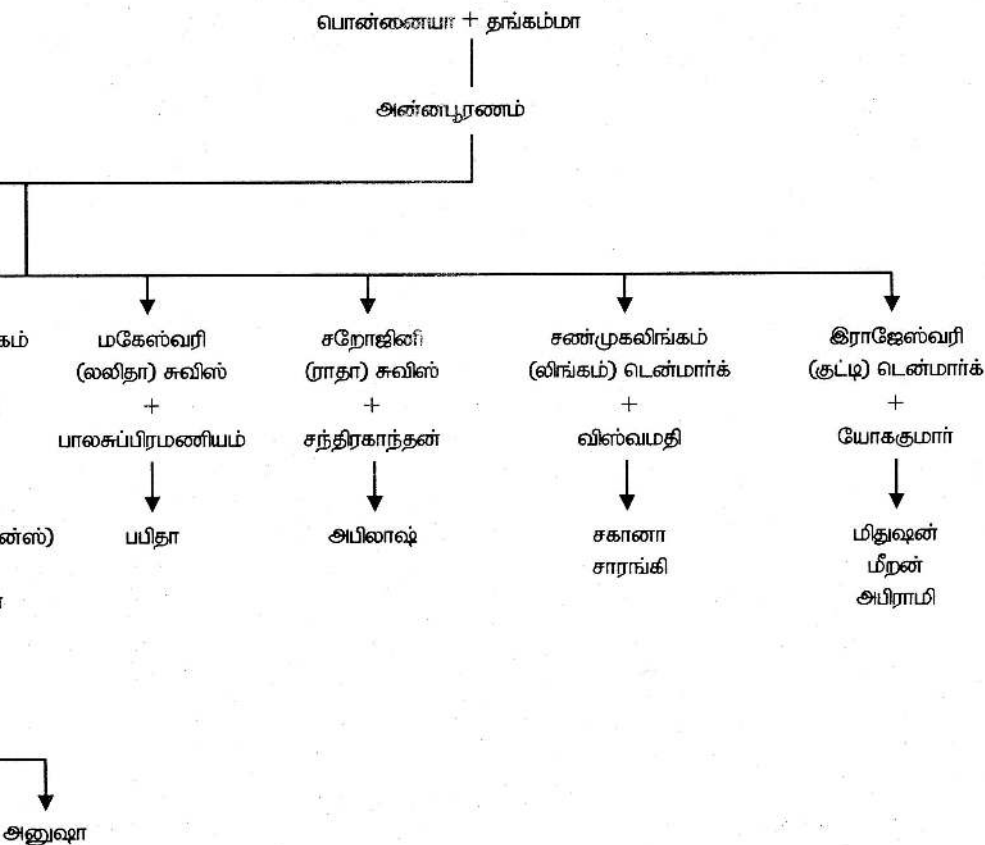 பொன்னையா + தங்கம்மா
அன்னபூரணம்
கம்
மகேஸ்வரி
(லலிதா) சுவிஸ்
+
பாலசுப்பிரமணியம்
பபிதா
சறோஜினி
(ராதா) சுவிஸ்
+
சந்திரகாந்தன்
அபிலாஷ்
சண்முகலிங்கம்
(லிங்கம்) டென்மார்க்
+
விஸ்வமதி
சகானா
சாரங்கி
இராஜேஸ்வரி
(குட்டி) டென்மார்க்
+
யோககுமார்
மிதுஷன்
மீறன்
அபிராமி
ன்ஸ்)
அனுஷா